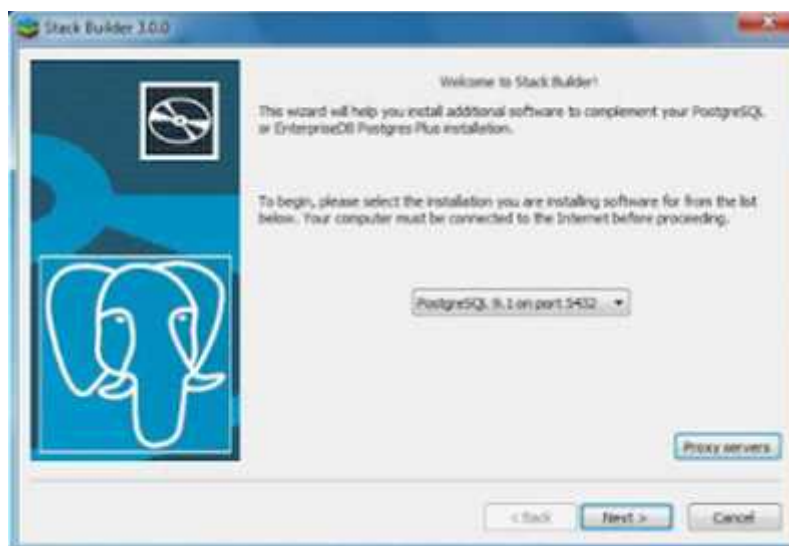 Stack Builder 3.0.0
Welcome to Stack Builder!
This wizard will help you install additional software to complement your PostgreSQL
or EnterpriseDB Postgres Plus installation.
To begin, please select the installation you are installing software for from the list
below. Your computer must be connected to the Internet before proceeding.
PostgreSQL 9.1 on port 5432
Proxy servers
< Back
Next >
Cancel